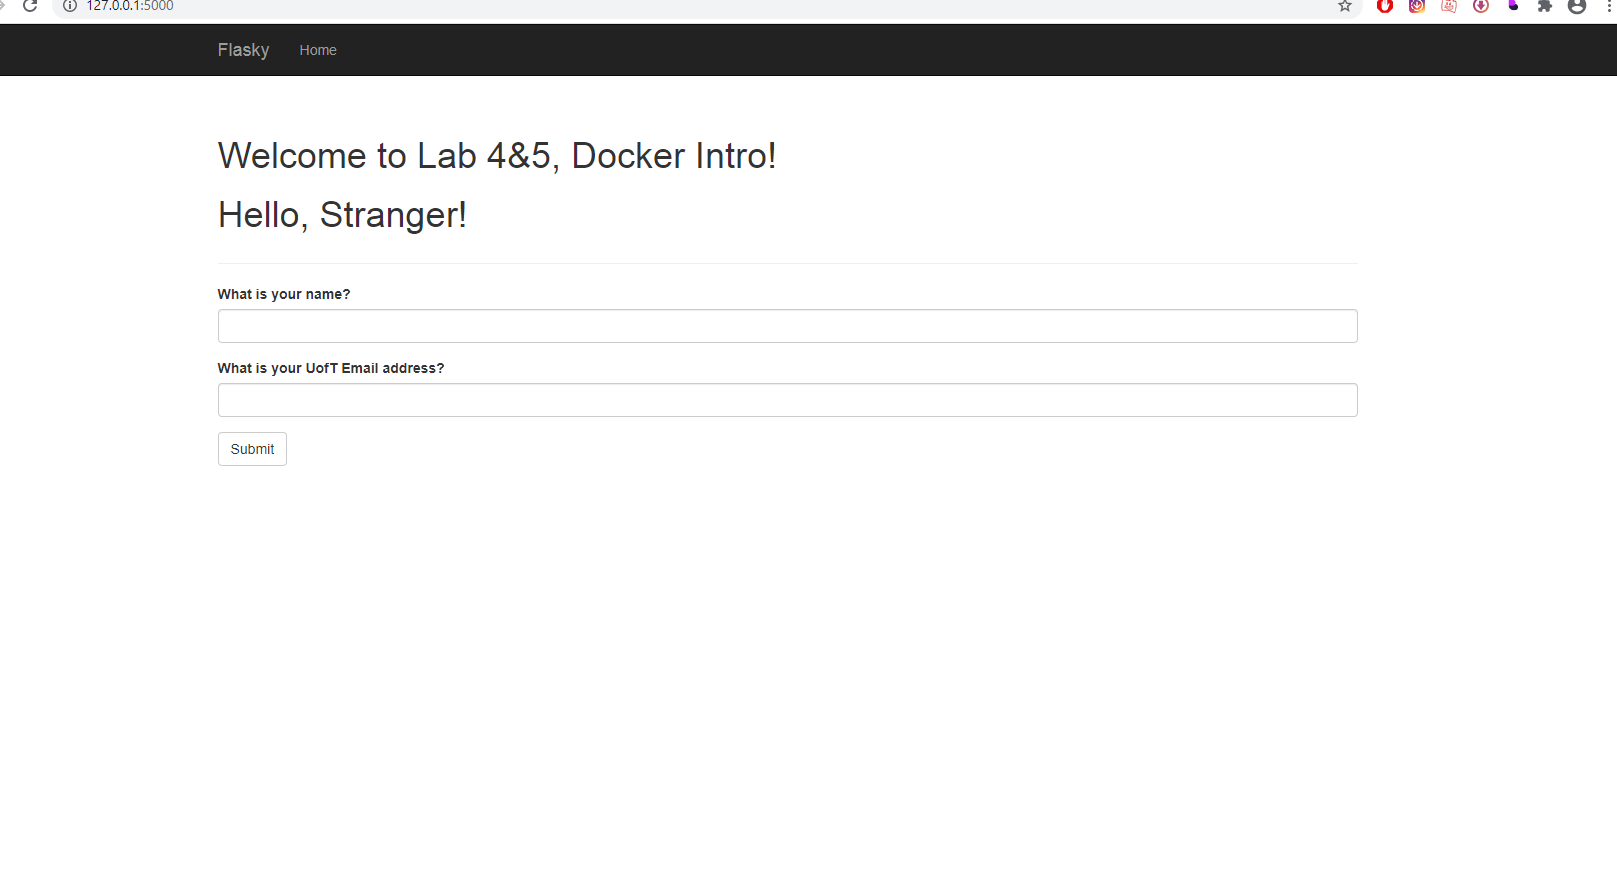 127.0.0.1:5000
Flasky Home
Welcome to Lab 4&5, Docker Intro!
Hello, Stranger!
What is your name?
What is your UofT Email address?
Submit